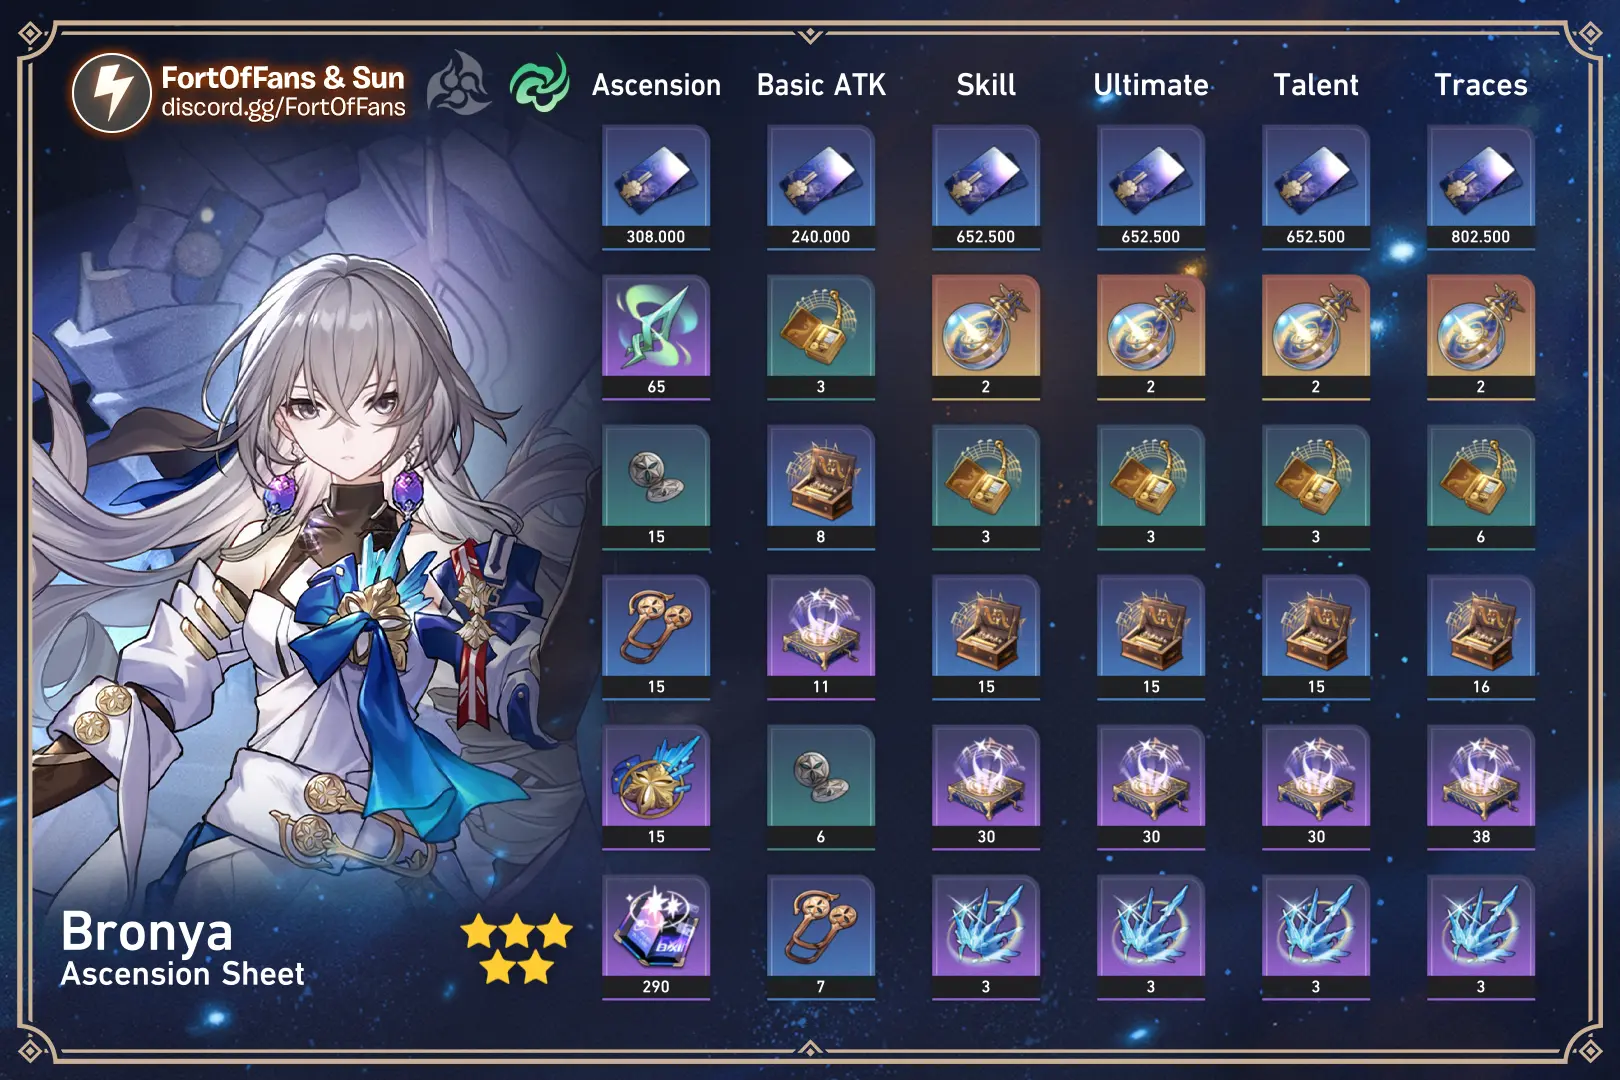 FortOfFans & Sun
discord.gg/FortOfFans
Ascension Basic ATK Skill Ultimate Talent Traces
308.000 240.000 652.500 652.500 652.500 802.500
65 3 2 2 2 2
15 8 3 3 3 6
15 11 15 15 15 16
15 6 30 30 30 38
290 7 3 3 3 3
Bronya
Ascension Sheet